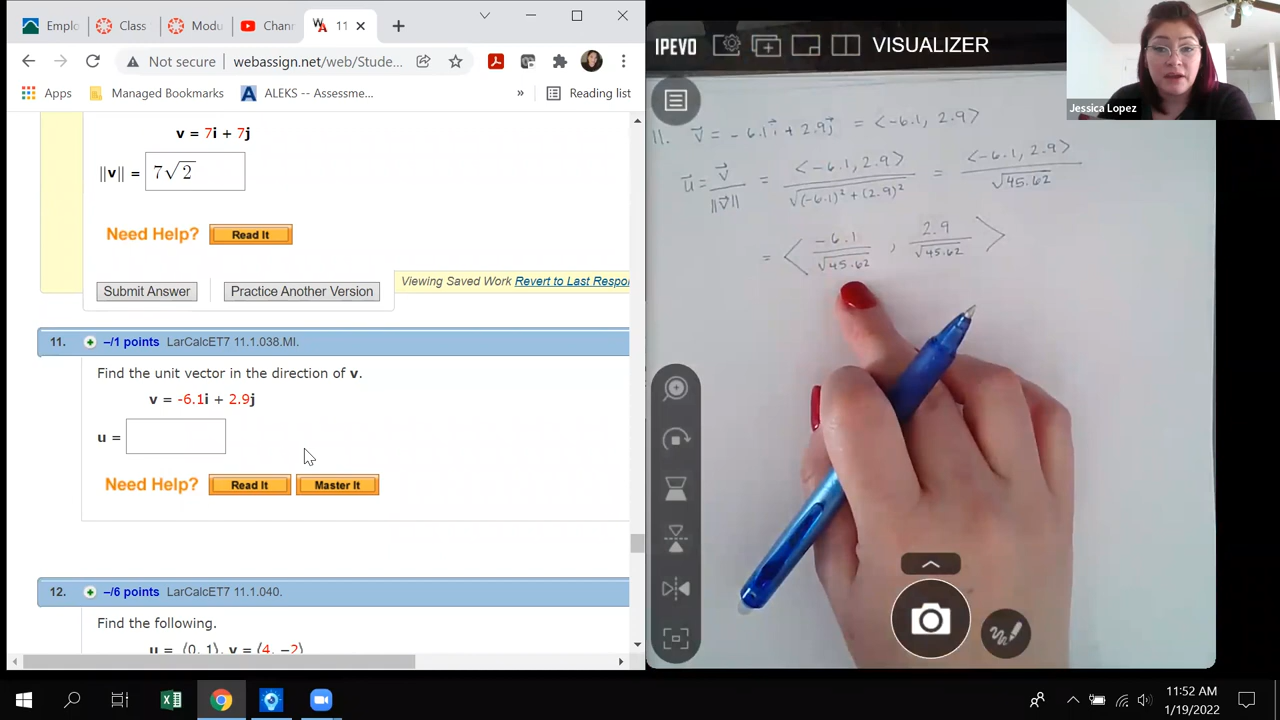 Emplo
Class
Modu
Chann
11
Not secure
webassign.net/web/Stude...
Apps
Managed Bookmarks
ALEKS -- Assessme...
»
Reading list
v = 7i + 7j
||v|| = 7√2
Need Help? Read It
Viewing Saved Work Revert to Last Respo
Submit Answer Practice Another Version
11. –/1 points LarCalcET7 11.1.038.MI.
Find the unit vector in the direction of v.
v = -6.1i + 2.9j
u =
Need Help? Read It Master It
12. –/6 points LarCalcET7 11.1.040.
Find the following.
u = ⟨0, 1⟩, v = ⟨4, −2⟩
IPEVO VISUALIZER
Jessica Lopez
11. v⃗ = -6.1i⃗ + 2.9j⃗ = <-6.1, 2.9>
u⃗ = v⃗/||v⃗|| = <-6.1, 2.9>/√(-6.1)² + (2.9)² = <-6.1, 2.9>/√45.62
= <-6.1/√45.62, 2.9/√45.62>
11:52 AM
1/19/2022